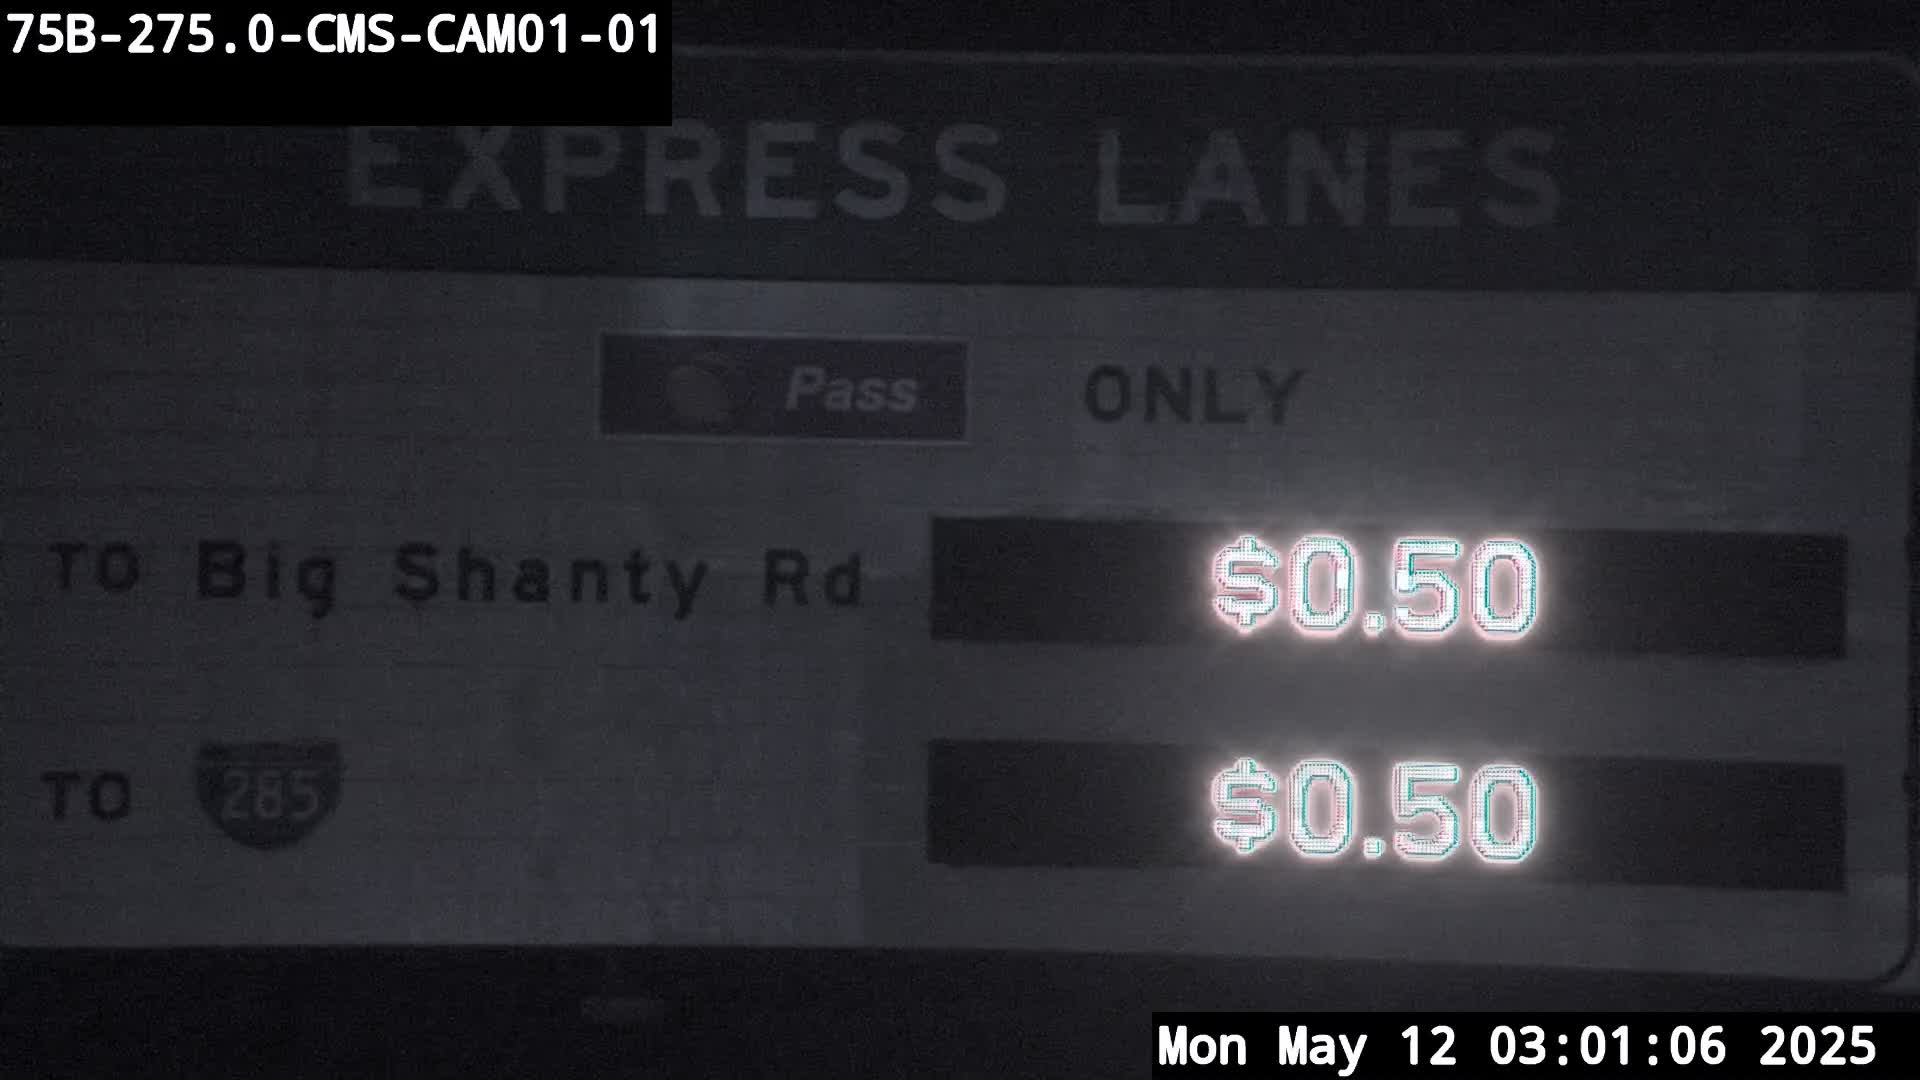 75B-275.0-CMS-CAM01-01
EXPRESS LANES
Pass ONLY
TO Big Shanty Rd $0.50
TO 285 $0.50
Mon May 12 03:01:06 2025